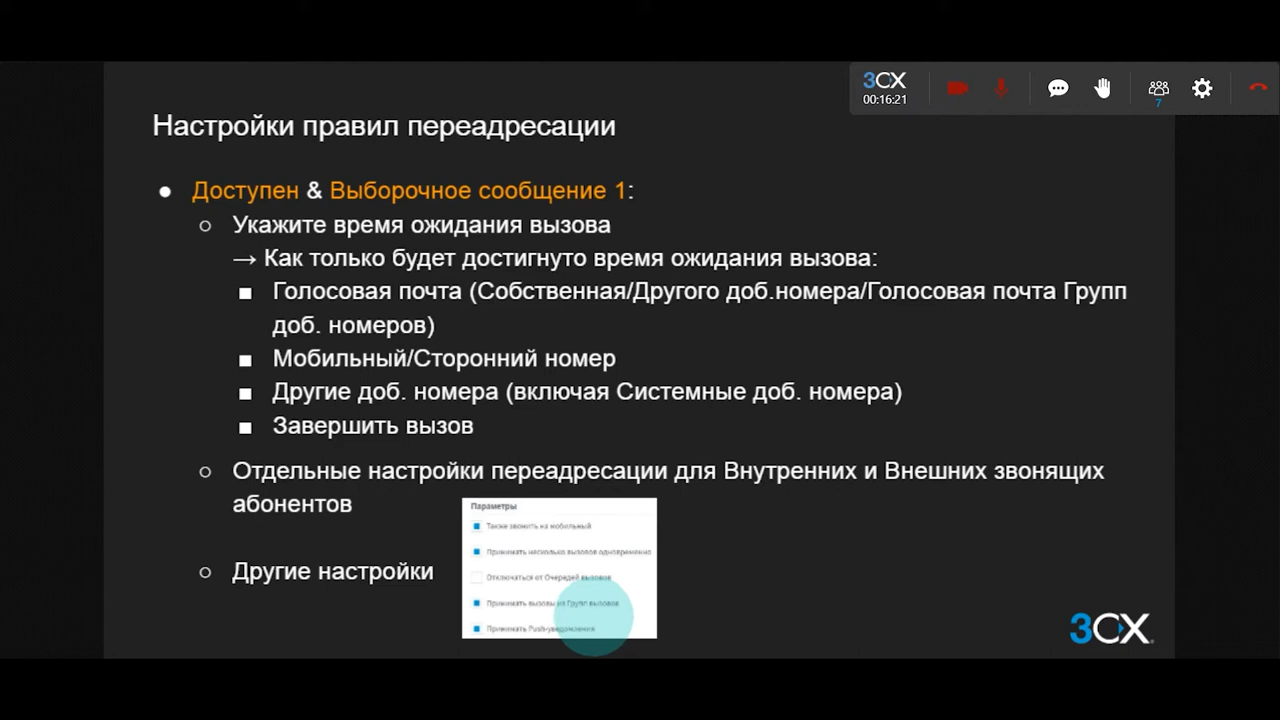 3CX
00:16:21
7
Настройки правил переадресации
● Доступен & Выборочное сообщение 1:
○ Укажите время ожидания вызова
→ Как только будет достигнуто время ожидания вызова:
■ Голосовая почта (Собственная/Другого доб.номера/Голосовая почта Групп
доб. номеров)
■ Мобильный/Сторонний номер
■ Другие доб. номера (включая Системные доб. номера)
■ Завершить вызов
○ Отдельные настройки переадресации для Внутренних и Внешних звонящих
абонентов
○ Другие настройки
Параметры
Также звонить на мобильный
Принимать несколько вызовов одновременно
Отключаться от Очередей вызовов
Принимать вызовы из Групп вызовов
Принимать Push-уведомления
3CX